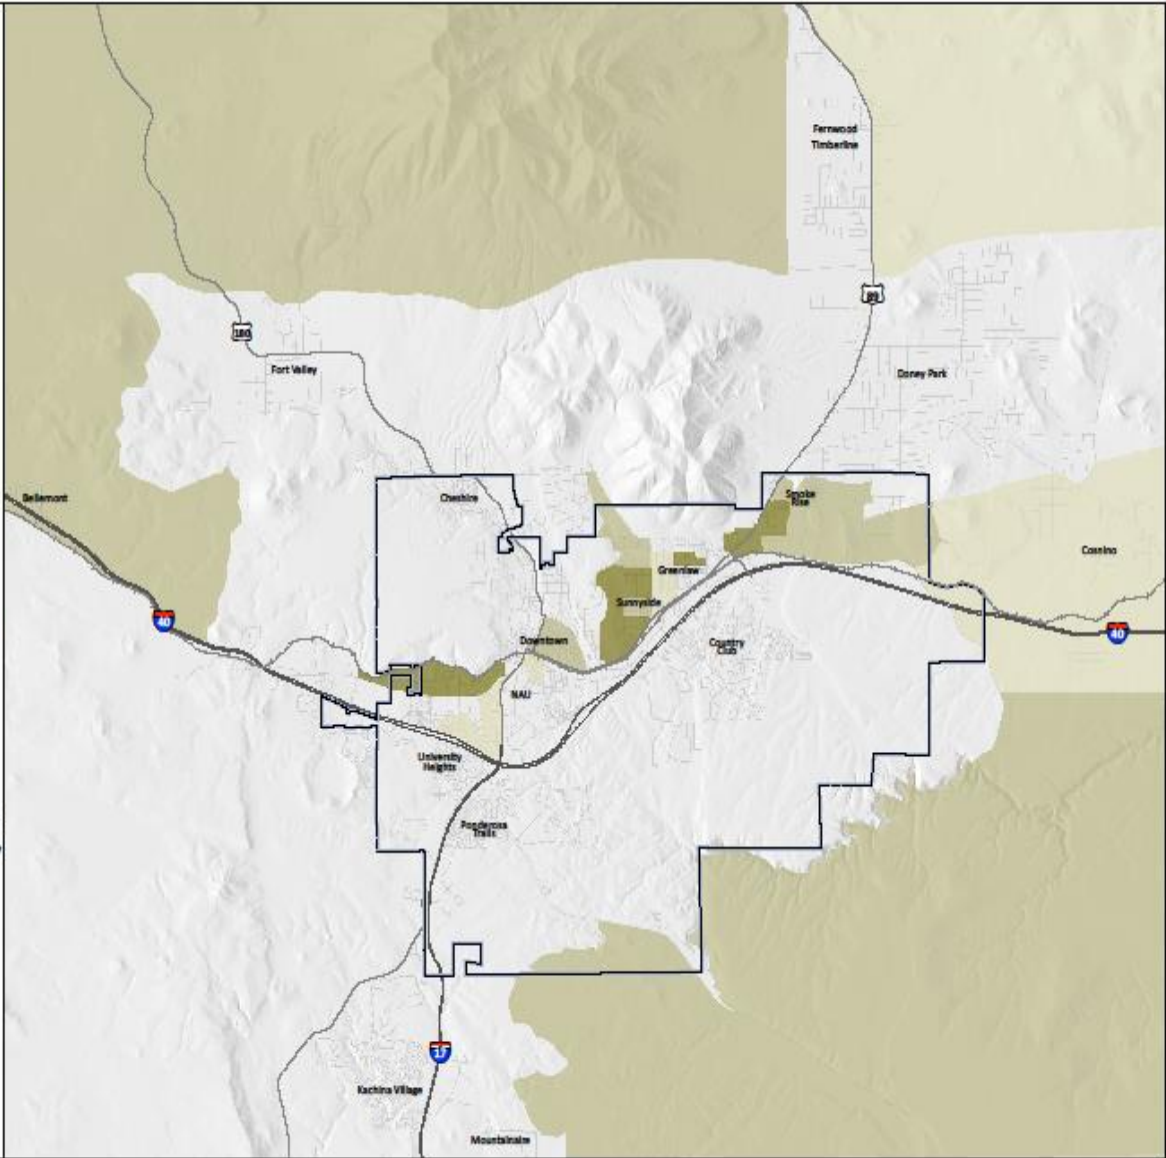 Fernwood
Timberline
89
180
Fort Valley
Doney Park
Bellemont
Cheshire
Smoke
Rise
Cosnino
Greenlaw
Sunnyside
40
40
Downtown
Country
Club
NAU
University
Heights
Ponderosa
Trails
17
Kachina Village
Mountainaire